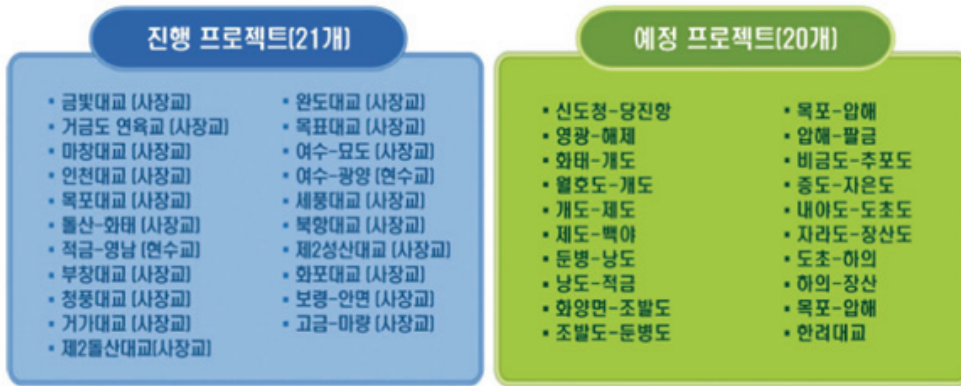 진행 프로젝트(21개)
• 금빛대교 (사장교)
• 거금도 연육교 (사장교)
• 마창대교 (사장교)
• 인천대교 (사장교)
• 목포대교 (사장교)
• 돌산-화태 (사장교)
• 적금-영남 (현수교)
• 부창대교 (사장교)
• 청풍대교 (사장교)
• 거가대교 (사장교)
• 제2돌산대교(사장교)
• 완도대교 (사장교)
• 목표대교 (사장교)
• 여수-묘도 (사장교)
• 여수-광양 (현수교)
• 세풍대교 (사장교)
• 북항대교 (사장교)
• 제2성산대교 (사장교)
• 화포대교 (사장교)
• 보령-안면 (사장교)
• 고금-마량 (사장교)
예정 프로젝트(20개)
• 신도청-당진항
• 영광-해제
• 화태-개도
• 월호도-개도
• 개도-제도
• 제도-백야
• 둔병-낭도
• 낭도-적금
• 화양면-조발도
• 조발도-둔병도
• 목포-압해
• 압해-팔금
• 비금도-추포도
• 증도-자은도
• 내야도-도초도
• 자라도-장산도
• 도초-하의
• 하의-장산
• 목포-압해
• 한려대교